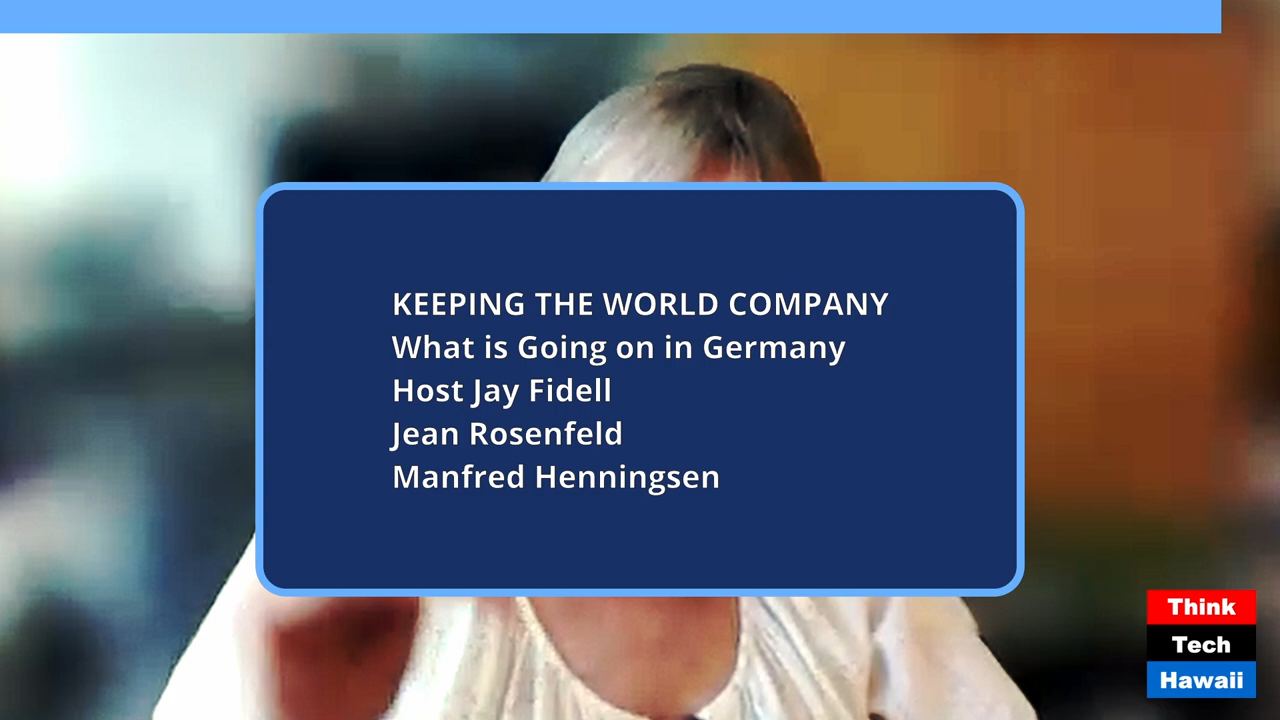 KEEPING THE WORLD COMPANY
What is Going on in Germany
Host Jay Fidell
Jean Rosenfeld
Manfred Henningsen
Think
Tech
Hawaii